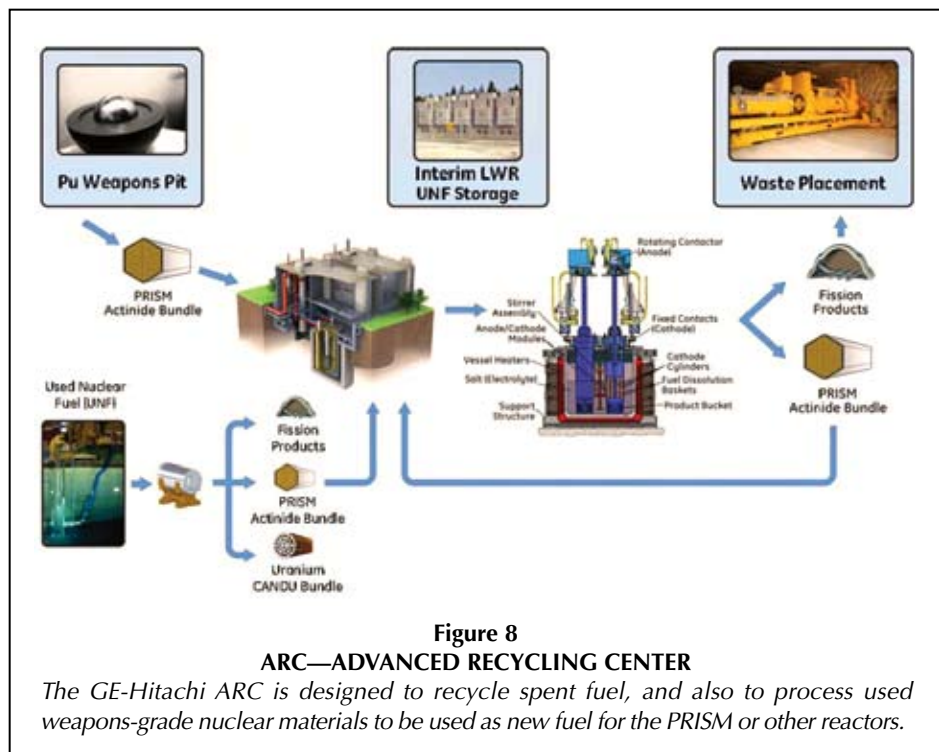 Pu Weapons Pit
Interim LWR
UNF Storage
Waste Placement
PRISM
Actinide Bundle
Rotating Contactor
(Anode)
Stirrer
Assembly
Anode/Cathode
Modules
Vessel Heaters
Salt (Electrolyte)
Support
Structure
Fixed Contacts
(Cathode)
Cathode
Cylinders
Fuel Dissolution
Baskets
Product Bucket
Fission
Products
PRISM
Actinide Bundle
Used Nuclear
Fuel (UNF)
Fission
Products
PRISM
Actinide Bundle
Uranium
CANDU Bundle
Figure 8
ARC—ADVANCED RECYCLING CENTER
The GE-Hitachi ARC is designed to recycle spent fuel, and also to process used
weapons-grade nuclear materials to be used as new fuel for the PRISM or other reactors.